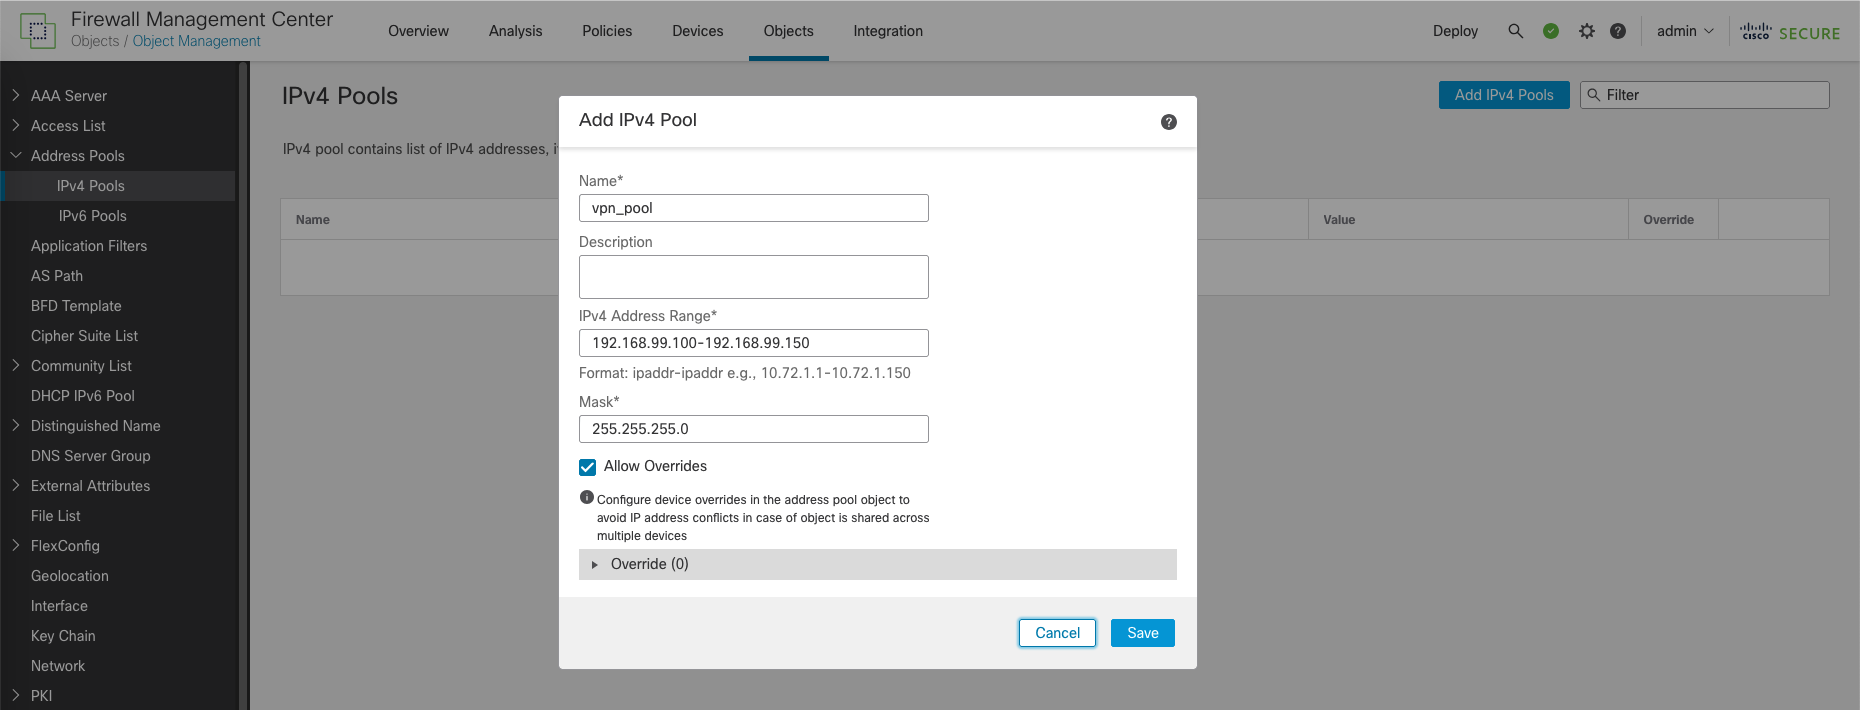 Firewall Management Center
Objects / Object Management
Overview
Analysis
Policies
Devices
Objects
Integration
Deploy
admin
cisco SECURE
AAA Server
Access List
Address Pools
IPv4 Pools
IPv6 Pools
Application Filters
AS Path
BFD Template
Cipher Suite List
Community List
DHCP IPv6 Pool
Distinguished Name
DNS Server Group
External Attributes
File List
FlexConfig
Geolocation
Interface
Key Chain
Network
PKI
IPv4 Pools
Add IPv4 Pools
Filter
IPv4 pool contains list of IPv4 addresses,
Name
Value
Override
Add IPv4 Pool
Name*
vpn_pool
Description
IPv4 Address Range*
192.168.99.100-192.168.99.150
Format: ipaddr-ipaddr e.g., 10.72.1.1-10.72.1.150
Mask*
255.255.255.0
Allow Overrides
Configure device overrides in the address pool object to
avoid IP address conflicts in case of object is shared across
multiple devices
Override (0)
Cancel
Save